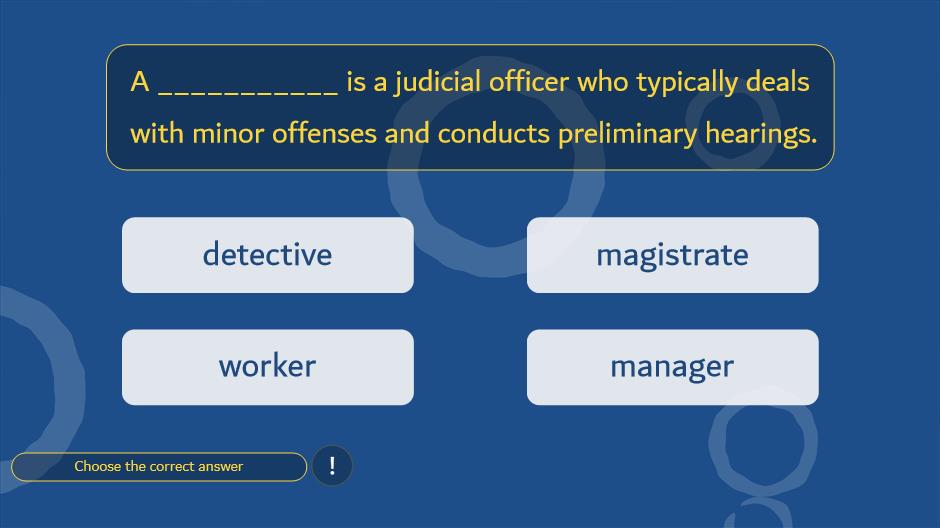 A ___________ is a judicial officer who typically deals
with minor offenses and conducts preliminary hearings.
detective
magistrate
worker
manager
Choose the correct answer
!